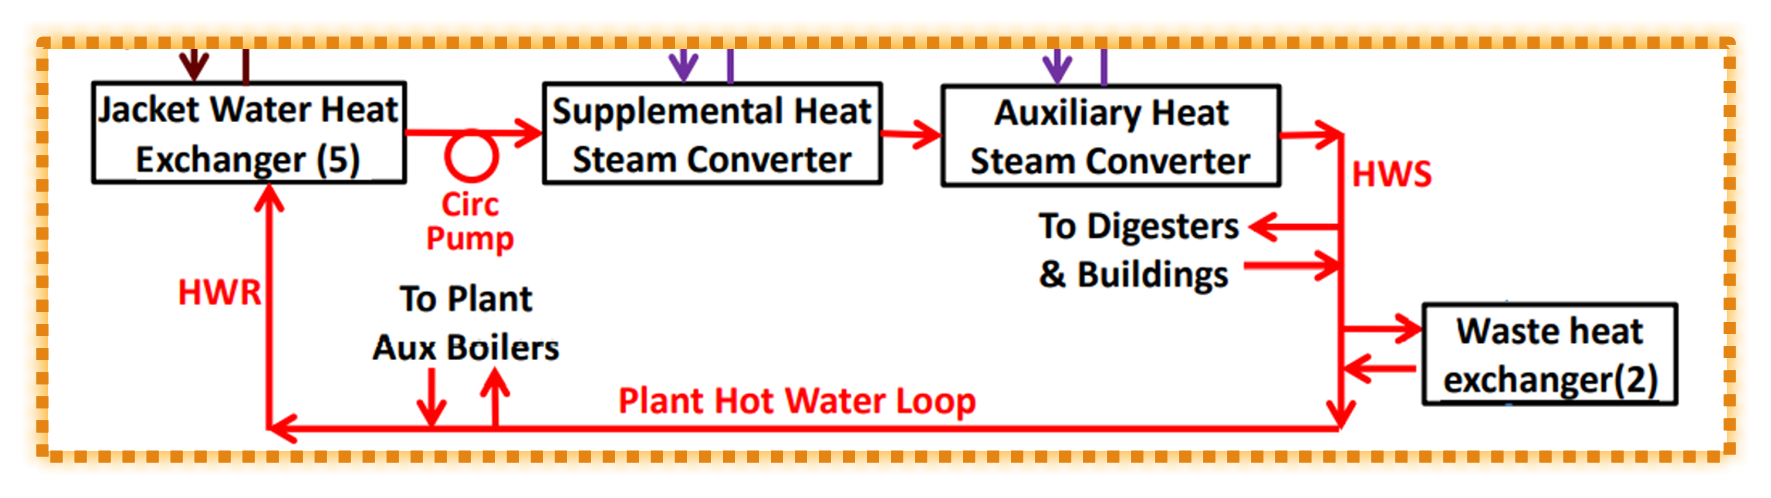 Jacket Water Heat
Exchanger (5)
Supplemental Heat
Steam Converter
Auxiliary Heat
Steam Converter
HWS
Circ
Pump
To Digesters
& Buildings
HWR
To Plant
Aux Boilers
Waste heat
exchanger(2)
Plant Hot Water Loop